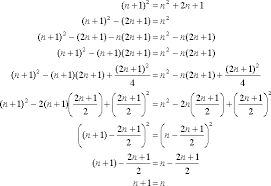 (n+1)² = n² + 2n + 1
(n+1)² − (2n+1) = n²
(n+1)² − (2n+1) − n(2n+1) = n² − n(2n+1)
(n+1)² − (n+1)(2n+1) = n² − n(2n+1)
(n+1)² − (n+1)(2n+1) + (2n+1)²/4 = n² − n(2n+1) + (2n+1)²/4
(n+1)² − 2(n+1)((2n+1)/2) + ((2n+1)/2)² = n² − 2n((2n+1)/2) + ((2n+1)/2)²
((n+1) − (2n+1)/2)² = (n − (2n+1)/2)²
(n+1) − (2n+1)/2 = n − (2n+1)/2
n+1 = n